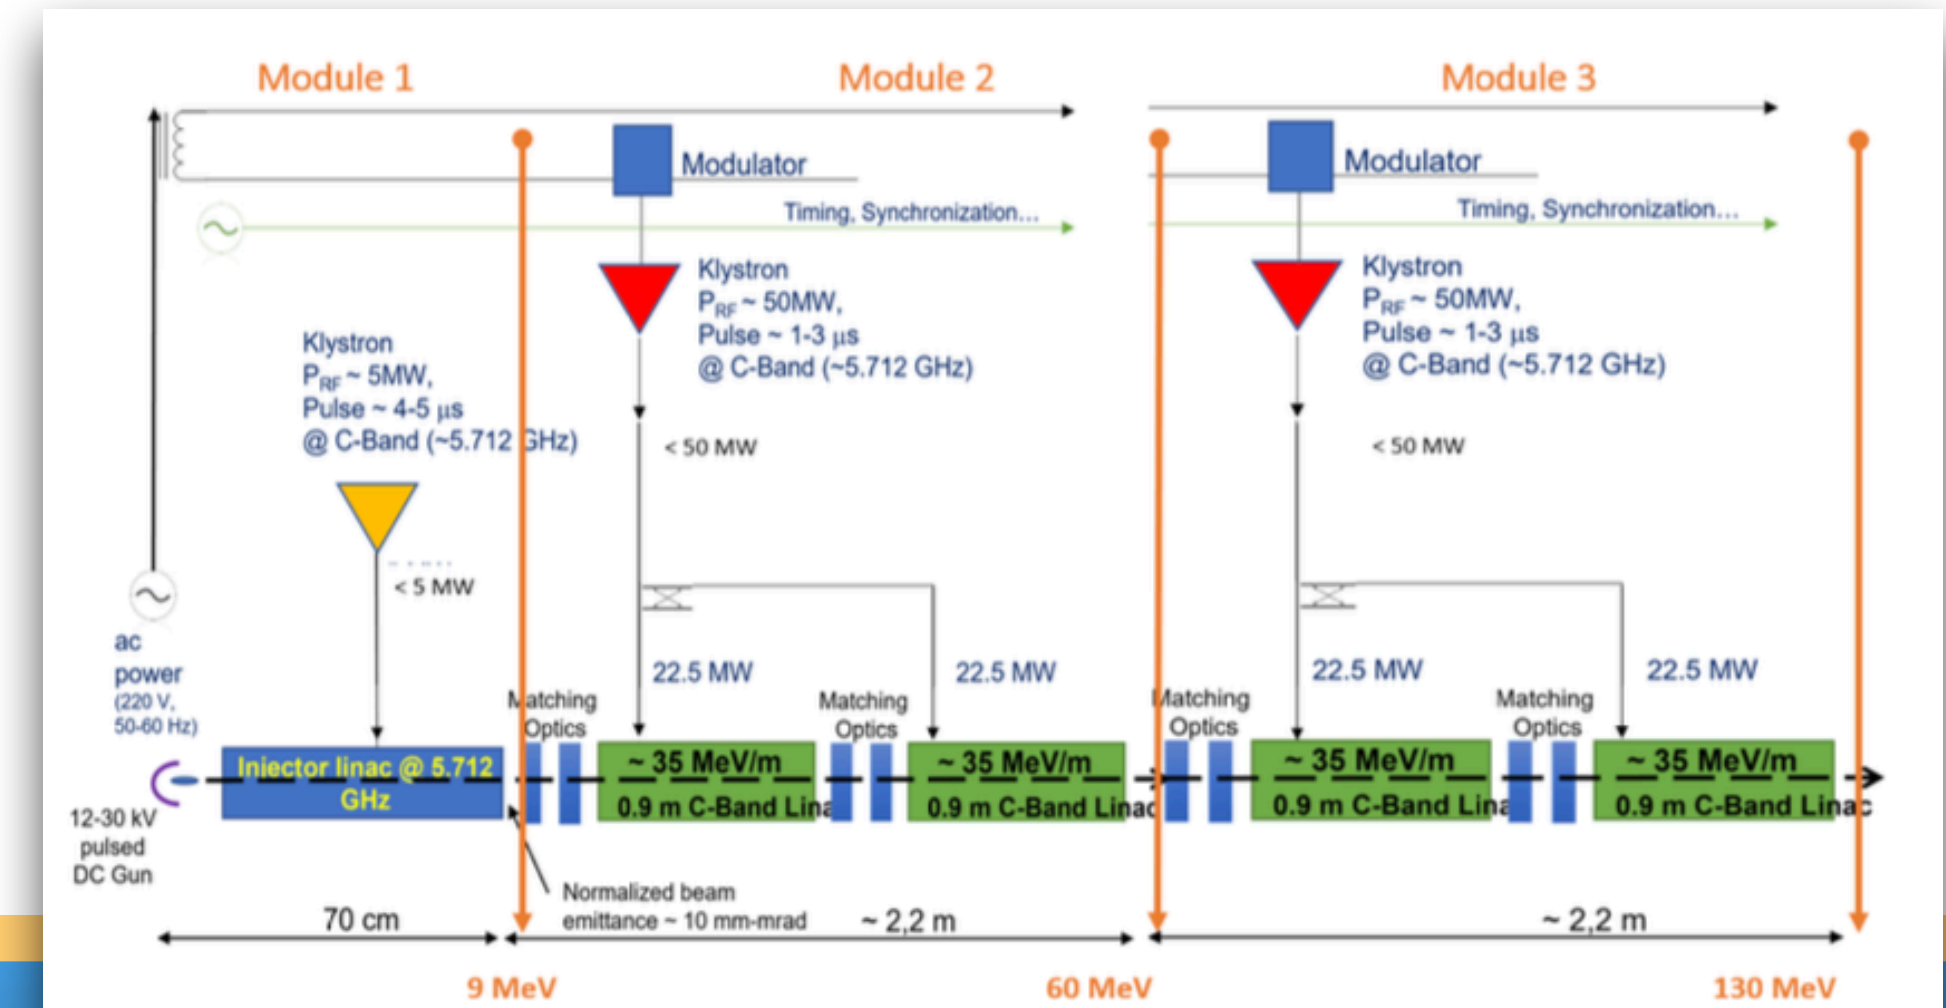 Module 1
Module 2
Module 3
Modulator
Modulator
Timing, Synchronization...
Timing, Synchronization...
Klystron
PRF ~ 5MW,
Pulse ~ 4-5 μs
@ C-Band (~5.712 GHz)
Klystron
PRF ~ 50MW,
Pulse ~ 1-3 μs
@ C-Band (~5.712 GHz)
Klystron
PRF ~ 50MW,
Pulse ~ 1-3 μs
@ C-Band (~5.712 GHz)
< 5 MW
< 50 MW
< 50 MW
ac
power
(220 V,
50-60 Hz)
22.5 MW
22.5 MW
22.5 MW
22.5 MW
Matching
Optics
Matching
Optics
Matching
Optics
Matching
Optics
Injector linac @ 5.712
GHz
~ 35 MeV/m
0.9 m C-Band Lina
~ 35 MeV/m
0.9 m C-Band Linac
~ 35 MeV/m
0.9 m C-Band Lina
~ 35 MeV/m
0.9 m C-Band Linac
12-30 kV
pulsed
DC Gun
Normalized beam
emittance ~ 10 mm-mrad
70 cm
~ 2,2 m
~ 2,2 m
9 MeV
60 MeV
130 MeV